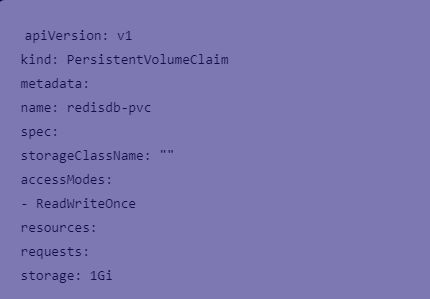 apiVersion: v1
kind: PersistentVolumeClaim
metadata:
name: redisdb-pvc
spec:
storageClassName: ""
accessModes:
- ReadWriteOnce
resources:
requests:
storage: 1Gi